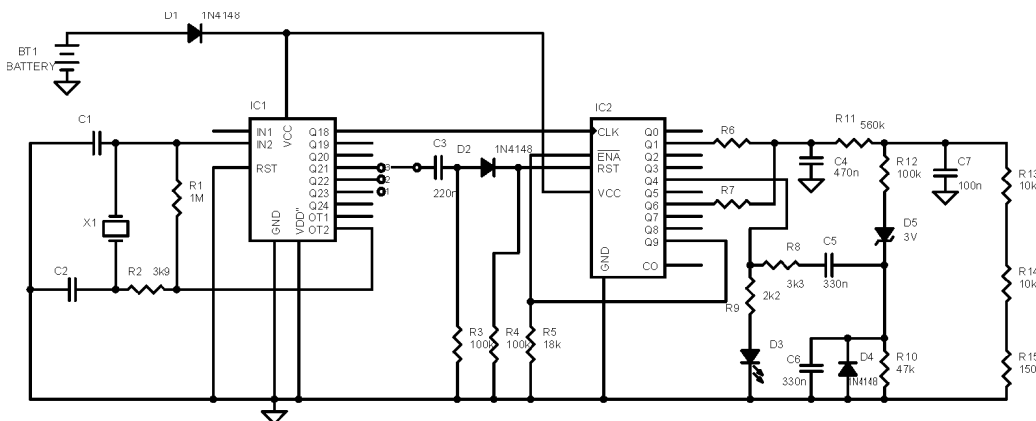 D1
1N4148
BT1
BATTERY
IC1
IC2
C1
IN1
IN2
RST
VCC
GND
VDD"
Q18
Q19
Q20
Q21
Q22
Q23
Q24
OT1
OT2
3
2
1
C3
220n
D2
1N4148
CLK
ENA
RST
VCC
GND
Q0
Q1
Q2
Q3
Q4
Q5
Q6
Q7
Q8
Q9
CO
R6
R7
R11
560k
C4
470n
R12
100k
C7
100n
R13
10k
X1
R1
1M
D5
3V
R8
3k3
C5
330n
R9
2k2
C2
R2
3k9
R14
10k
R3
100k
R4
100k
R5
18k
D3
C6
330n
D4
1N4148
R10
47k
R15
150